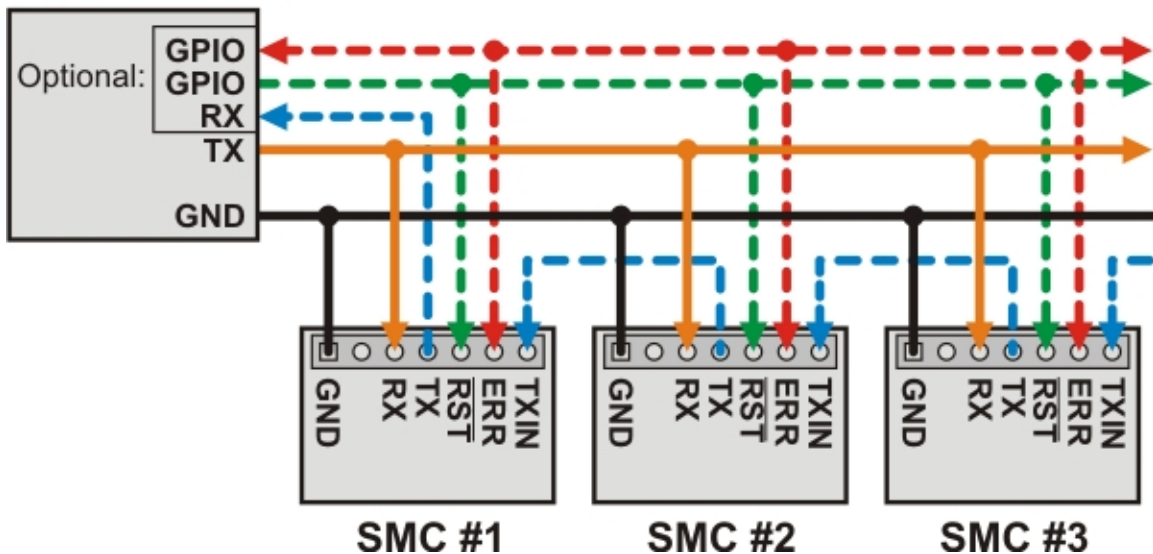 GPIO
Optional:
GPIO
RX
TX
GND
GND
RX
TX
RST
ERR
TXIN
GND
RX
TX
RST
ERR
TXIN
GND
RX
TX
RST
ERR
TXIN
SMC #1
SMC #2
SMC #3